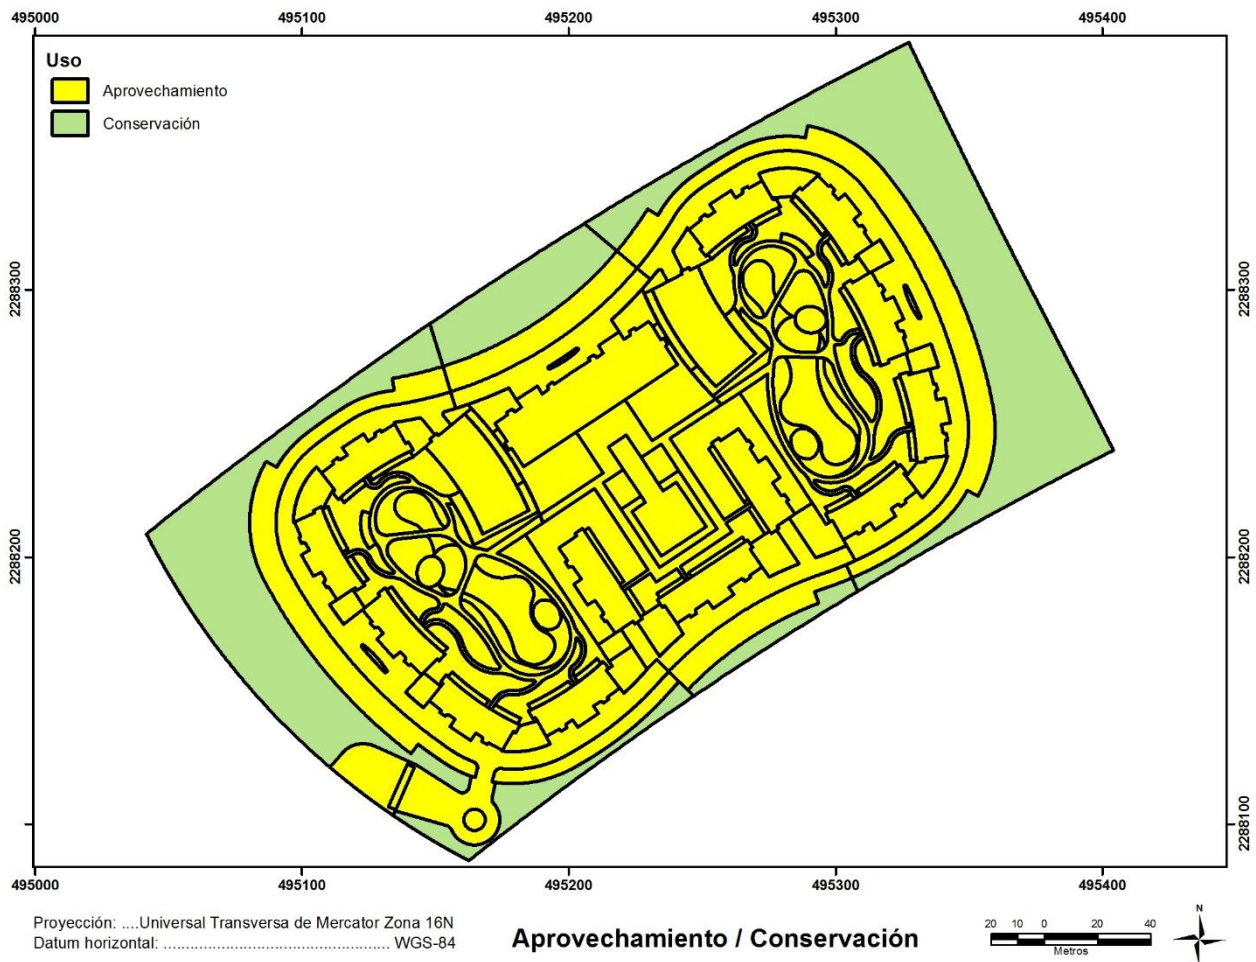 495000 495100 495200 495300 495400
Uso
Aprovechamiento
Conservación
2288300 2288300
2288200 2288200
2288100
495000 495100 495200 495300 495400
Proyección: ....Universal Transversa de Mercator Zona 16N
Datum horizontal: .................................................. WGS-84
Aprovechamiento / Conservación
20 10 0 20 40
Metros
N